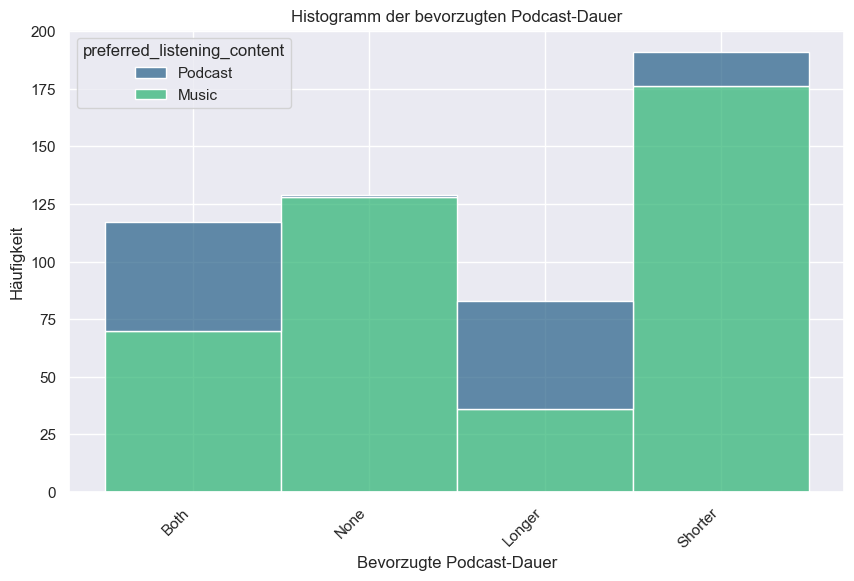 Histogramm der bevorzugten Podcast-Dauer
preferred_listening_content
Podcast
Music
Häufigkeit
200
175
150
125
100
75
50
25
0
Both
None
Longer
Shorter
Bevorzugte Podcast-Dauer